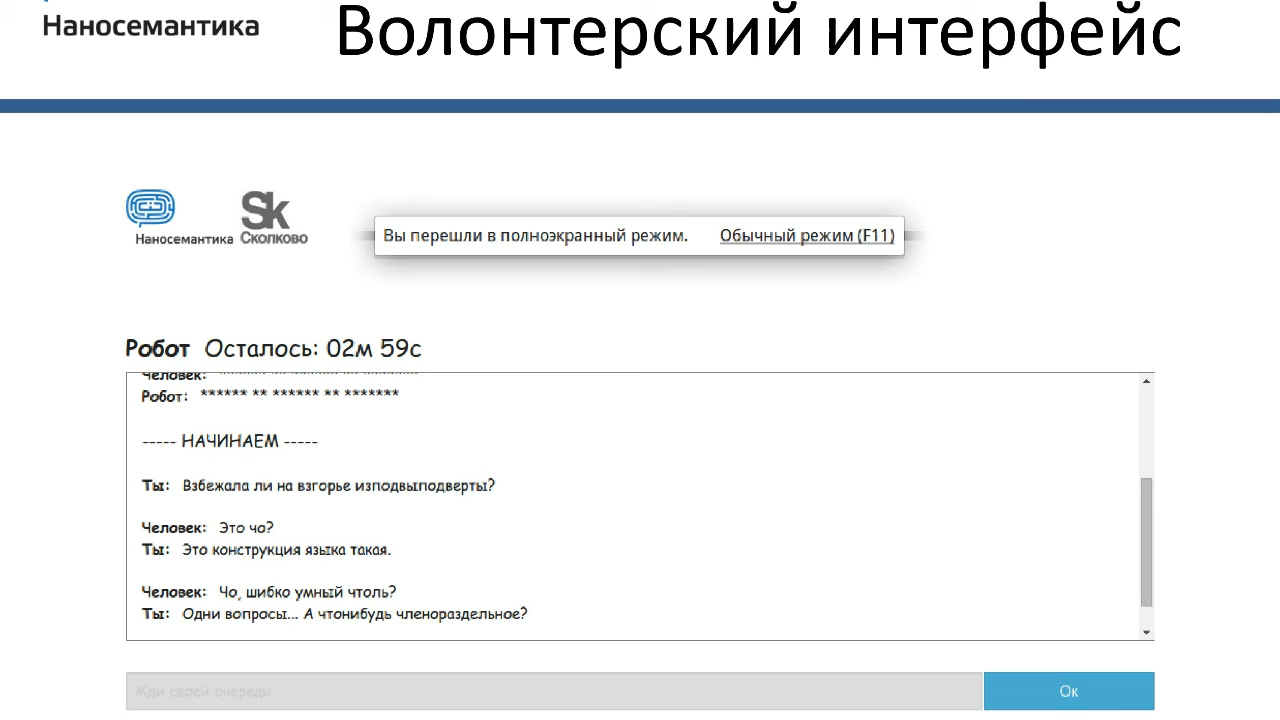 Наносемантика
Волонтерский интерфейс
Наносемантика
Sk
Сколково
Вы перешли в полноэкранный режим. Обычный режим (F11)
Робот Осталось: 02м 59с
Человек: ****** ** ****** ** *******
Робот: ****** ** ****** ** *******
----- НАЧИНАЕМ -----
Ты: Взбежала ли на взгорье изподвыподверты?
Человек: Это чо?
Ты: Это конструкция языка такая.
Человек: Чо, шибко умный чтоль?
Ты: Одни вопросы... А чтонибудь членораздельное?
Жди своей очереди
Ок